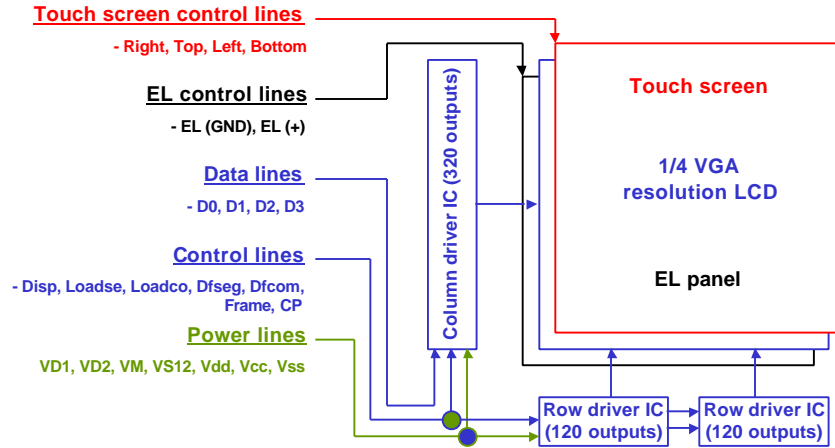 Touch screen control lines
- Right, Top, Left, Bottom
EL control lines
- EL (GND), EL (+)
Data lines
- D0, D1, D2, D3
Control lines
- Disp, Loadse, Loadco, Dfseg, Dfcom,
Frame, CP
Power lines
VD1, VD2, VM, VS12, Vdd, Vcc, Vss
Column driver IC (320 outputs)
Touch screen
1/4 VGA
resolution LCD
EL panel
Row driver IC
(120 outputs)
Row driver IC
(120 outputs)